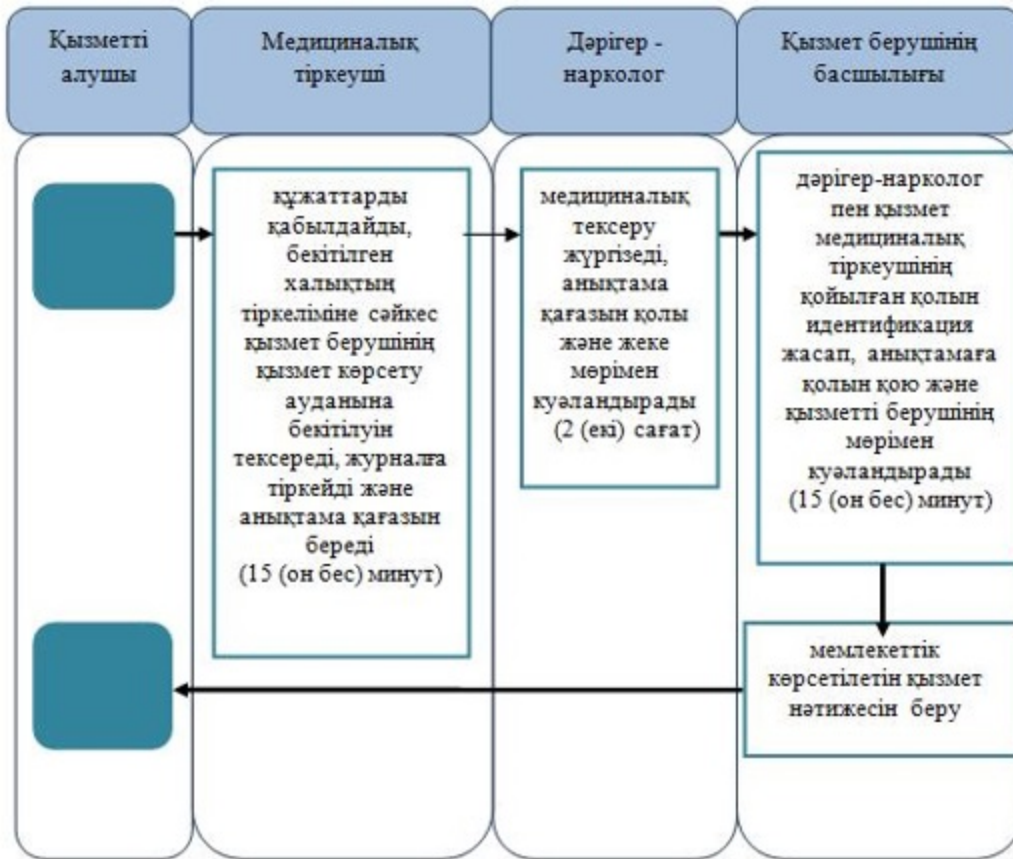 Қызметті
алушы
Медициналық
тіркеуші
Дәрігер -
нарколог
Қызмет берушінің
басшылығы
құжаттарды
қабылдайды,
бекітілген
халықтың
тіркеліміне сәйкес
қызмет берушінің
қызмет көрсету
ауданына
бекітілуін
тексереді, журналға
тіркейді және
анықтама қағазын
береді
(15 (он бес) минут)
медициналық
тексеру
жүргізеді,
анықтама
қағазын қолы
және жеке
мөрімен
куәландырады
(2 (екі) сағат)
дәрігер-нарколог
пен қызмет
медициналық
тіркеушінің
қойылған қолын
идентификация
жасап, анықтамаға
қолын қою және
қызметті берушінің
мөрімен
куәландырады
(15 (он бес) минут)
мемлекеттік
көрсетілетін қызмет
нәтижесін беру